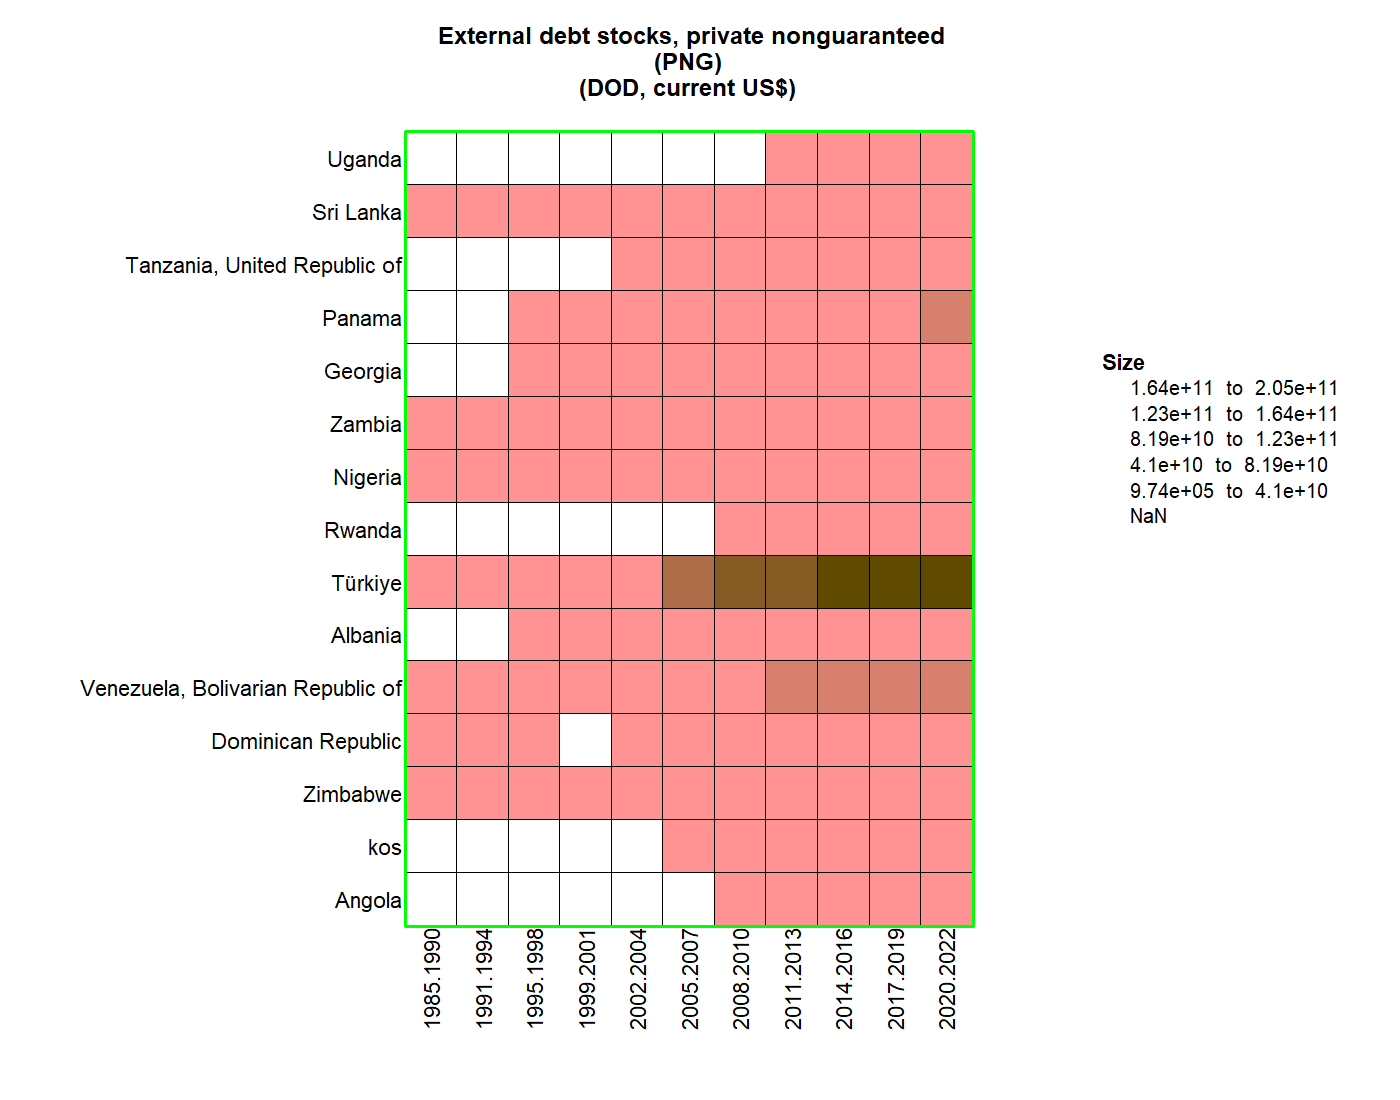 External debt stocks, private nonguaranteed
(PNG)
(DOD, current US$)
Uganda
Sri Lanka
Tanzania, United Republic of
Panama
Georgia
Zambia
Nigeria
Rwanda
Türkiye
Albania
Venezuela, Bolivarian Republic of
Dominican Republic
Zimbabwe
kos
Angola
1985.1990
1991.1994
1995.1998
1999.2001
2002.2004
2005.2007
2008.2010
2011.2013
2014.2016
2017.2019
2020.2022
Size
1.64e+11 to 2.05e+11
1.23e+11 to 1.64e+11
8.19e+10 to 1.23e+11
4.1e+10 to 8.19e+10
9.74e+05 to 4.1e+10
NaN